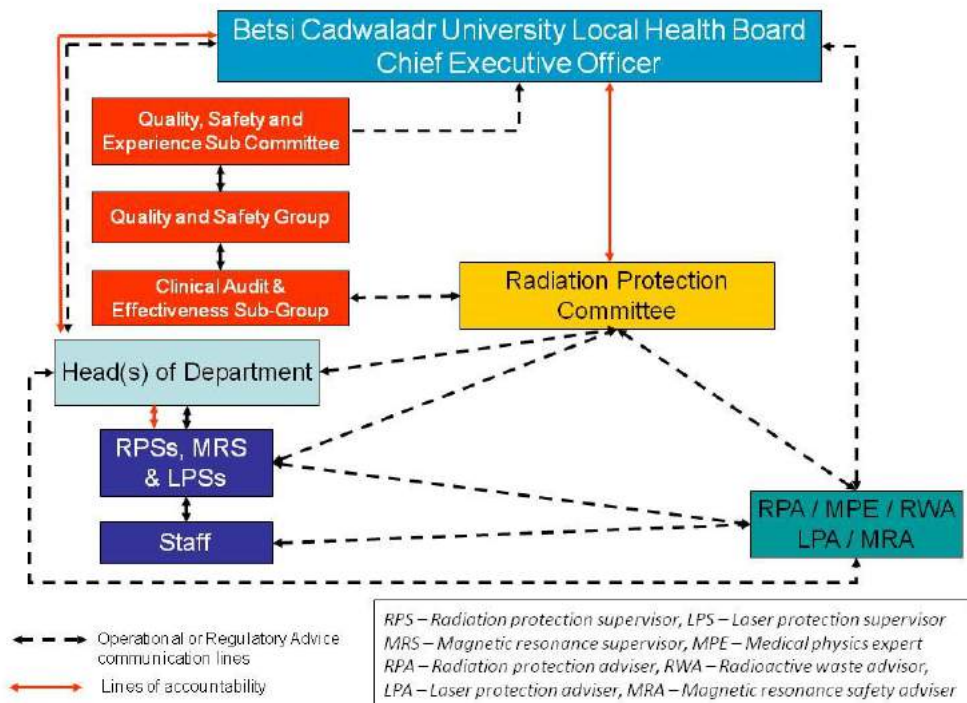 Betsi Cadwaladr University Local Health Board
Chief Executive Officer
Quality, Safety and
Experience Sub Committee
Quality and Safety Group
Clinical Audit &
Effectiveness Sub-Group
Radiation Protection
Committee
Head(s) of Department
RPSs, MRS
& LPSs
Staff
RPA / MPE / RWA
LPA / MRA
Operational or Regulatory Advice
communication lines
Lines of accountability
RPS – Radiation protection supervisor, LPS – Laser protection supervisor
MRS – Magnetic resonance supervisor, MPE – Medical physics expert
RPA – Radiation protection adviser, RWA – Radioactive waste advisor,
LPA – Laser protection adviser, MRA – Magnetic resonance safety adviser